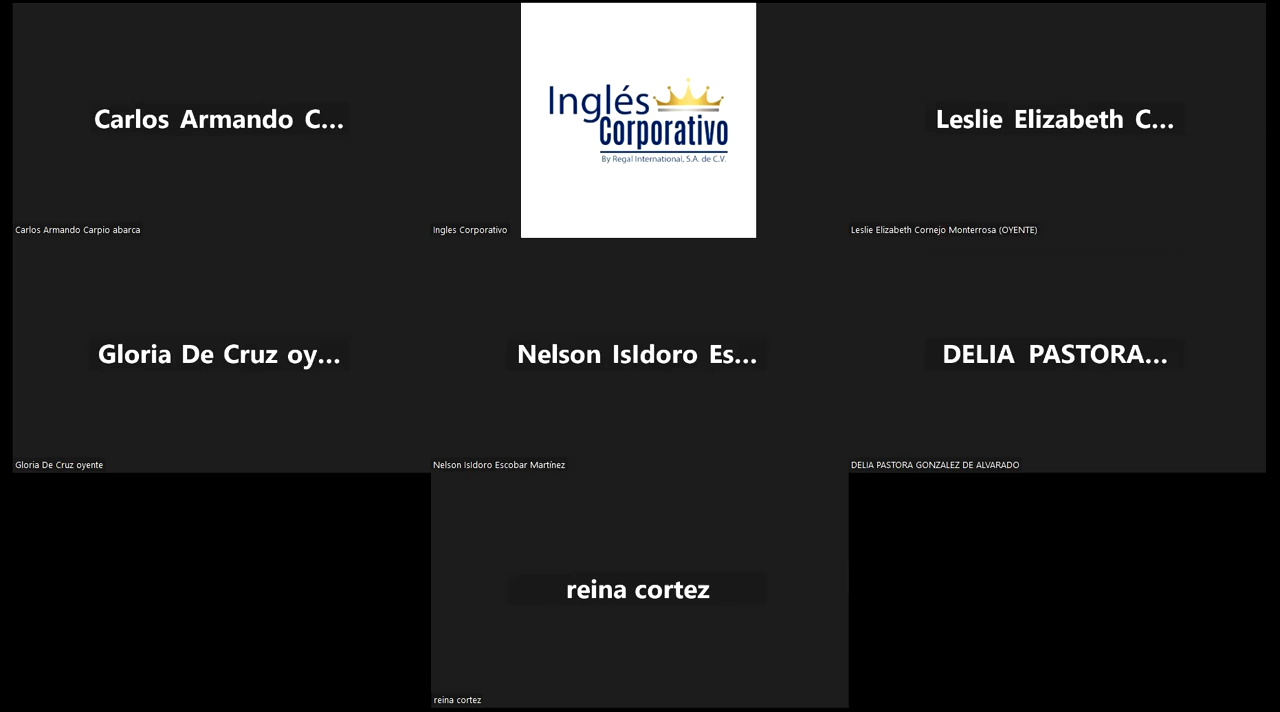 Carlos Armando C...
Carlos Armando Carpio abarca
Inglés
Corporativo
By Regal International, S.A. de C.V.
Ingles Corporativo
Leslie Elizabeth C...
Leslie Elizabeth Cornejo Monterrosa (OYENTE)
Gloria De Cruz oy...
Gloria De Cruz oyente
Nelson IsIdoro Es...
Nelson IsIdoro Escobar Martínez
DELIA PASTORA...
DELIA PASTORA GONZALEZ DE ALVARADO
reina cortez
reina cortez